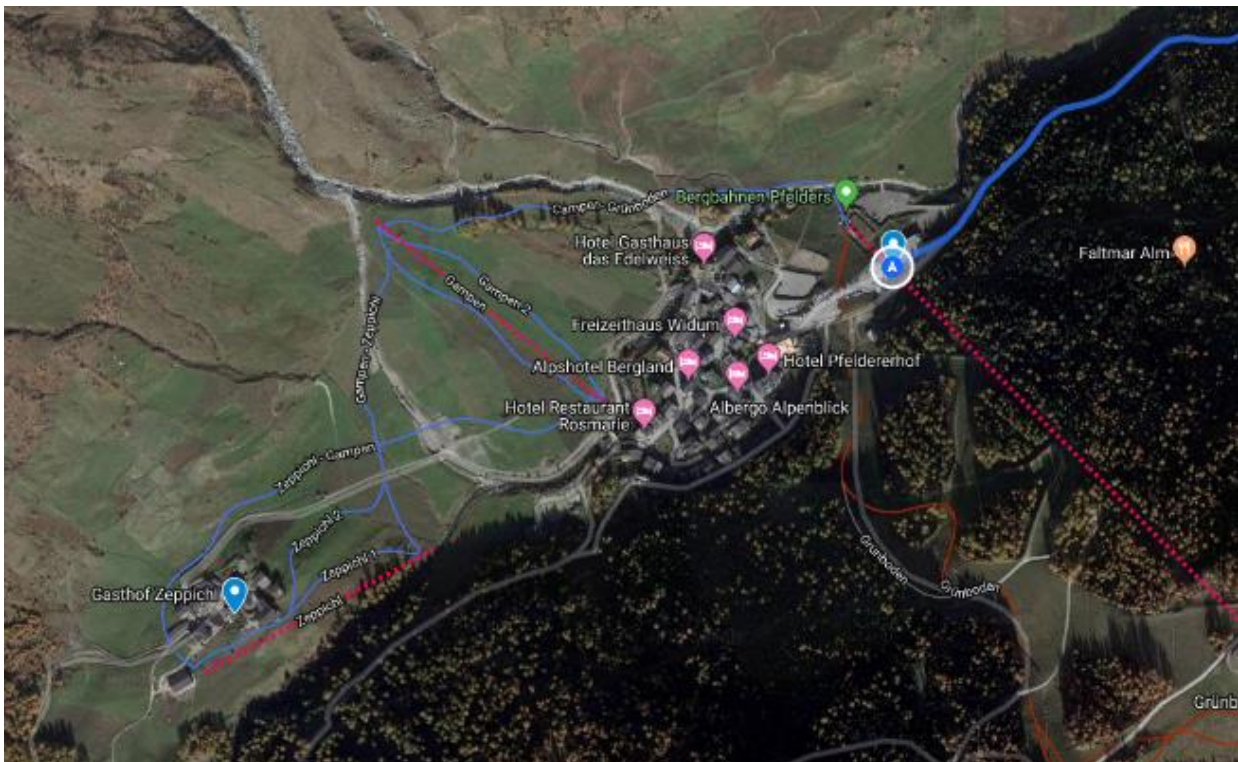 Bergbahnen Pfelders
Gampen - Grünboden
Hotel Gasthaus
das Edelweiss
A
Faltmar Alm
Gampen 2
Gampen
Freizeithaus Widum
Gampen-Zeppichl
Alpshotel Bergland
Hotel Pfeldererhof
Albergo Alpenblick
Hotel Restaurant
Rosmarie
Zeppichl - Gampen
Zeppichl 2
Zeppichl 1
Zeppichl
Gasthof Zeppichl
Grünboden
Grünboden
Grünb